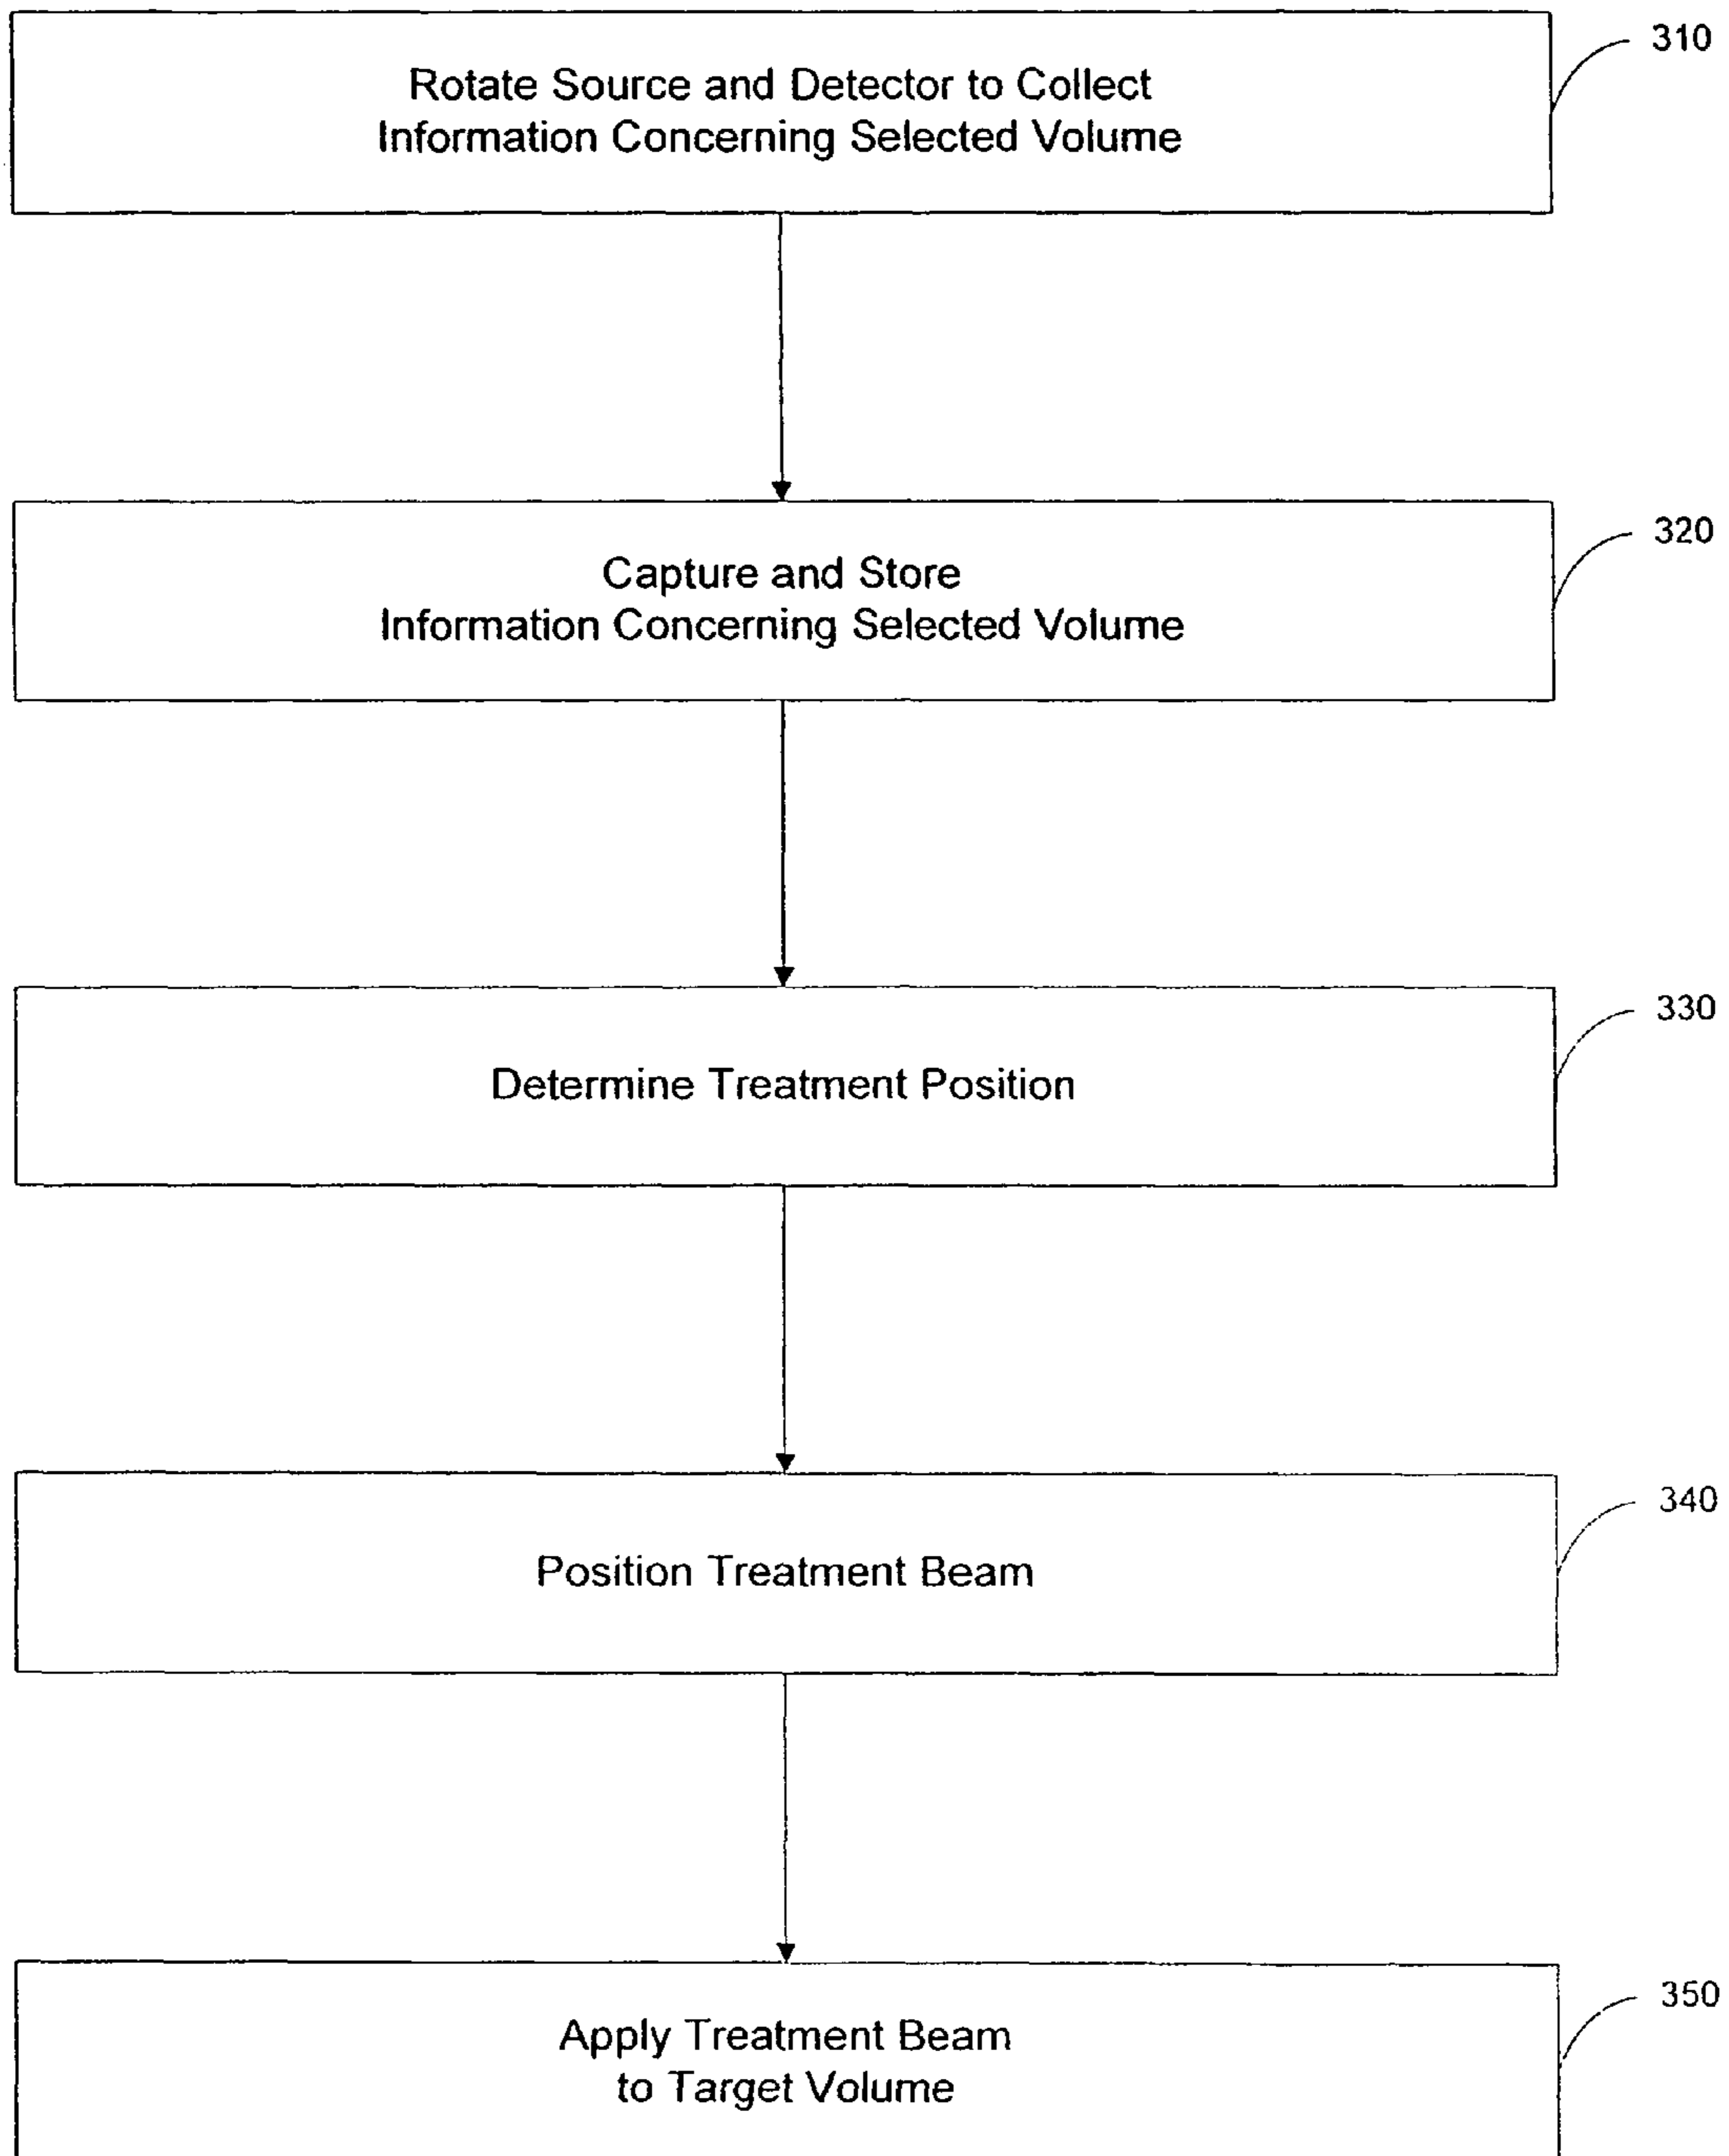 310
Rotate Source and Detector to Collect
Information Concerning Selected Volume
320
Capture and Store
Information Concerning Selected Volume
330
Determine Treatment Position
340
Position Treatment Beam
350
Apply Treatment Beam
to Target Volume